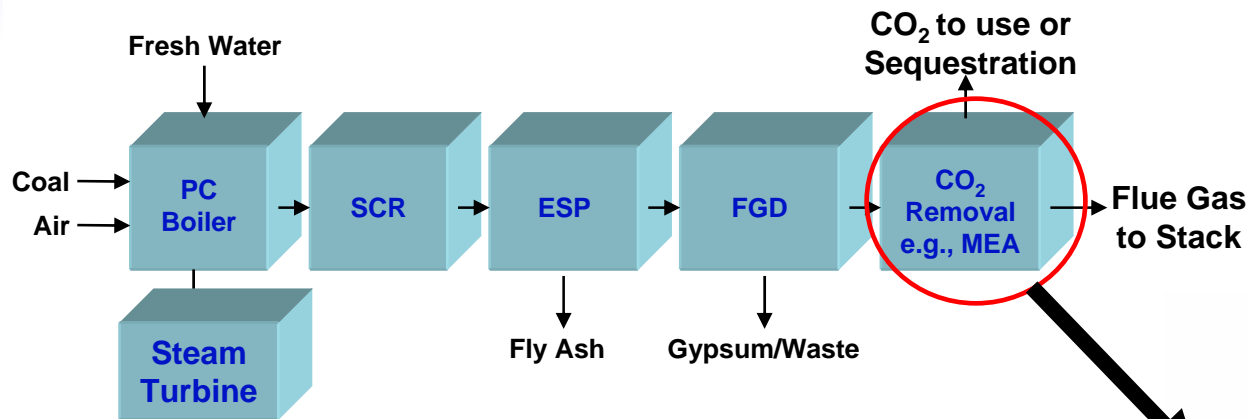 Fresh Water
CO₂ to use or
Sequestration
Coal
Air
PC
Boiler
SCR
ESP
FGD
CO₂
Removal
e.g., MEA
Flue Gas
to Stack
Steam
Turbine
Fly Ash
Gypsum/Waste